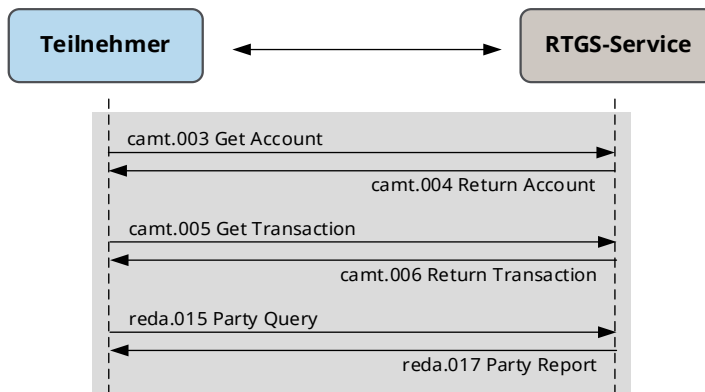 Teilnehmer
RTGS-Service
camt.003 Get Account
camt.004 Return Account
camt.005 Get Transaction
camt.006 Return Transaction
reda.015 Party Query
reda.017 Party Report